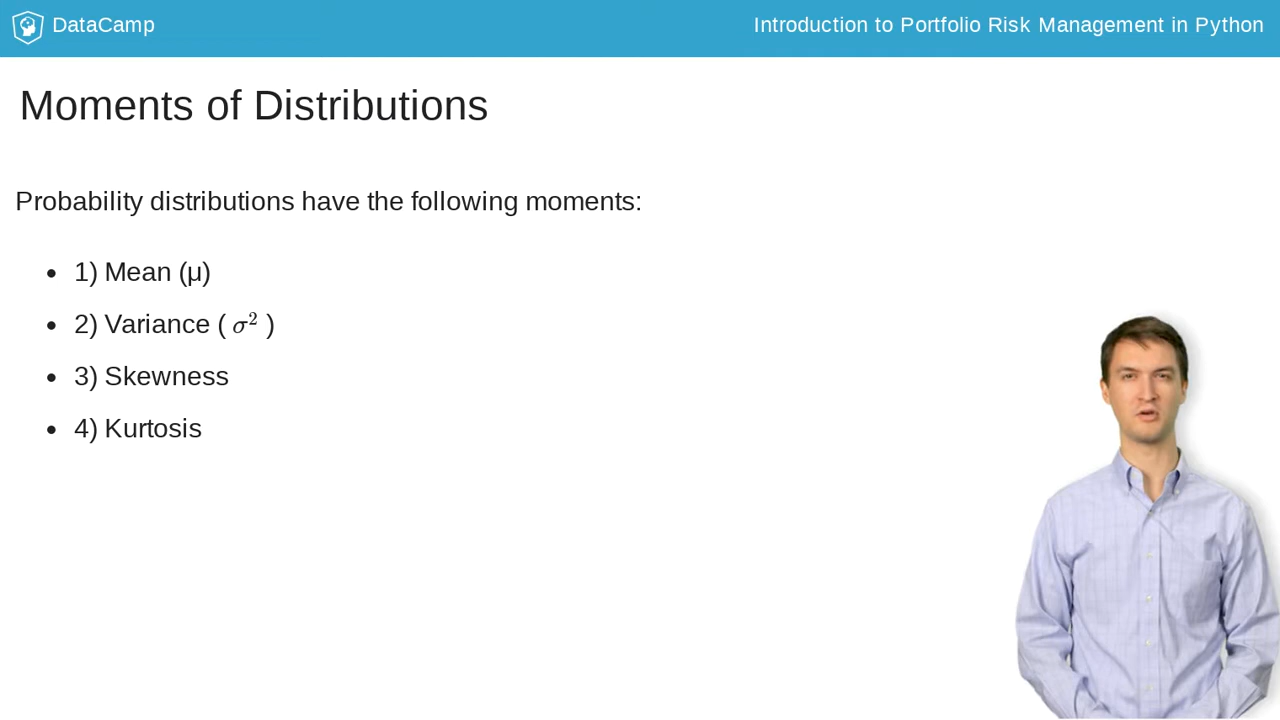 DataCamp
Introduction to Portfolio Risk Management in Python
Moments of Distributions
Probability distributions have the following moments:
• 1) Mean (μ)
• 2) Variance ( σ² )
• 3) Skewness
• 4) Kurtosis